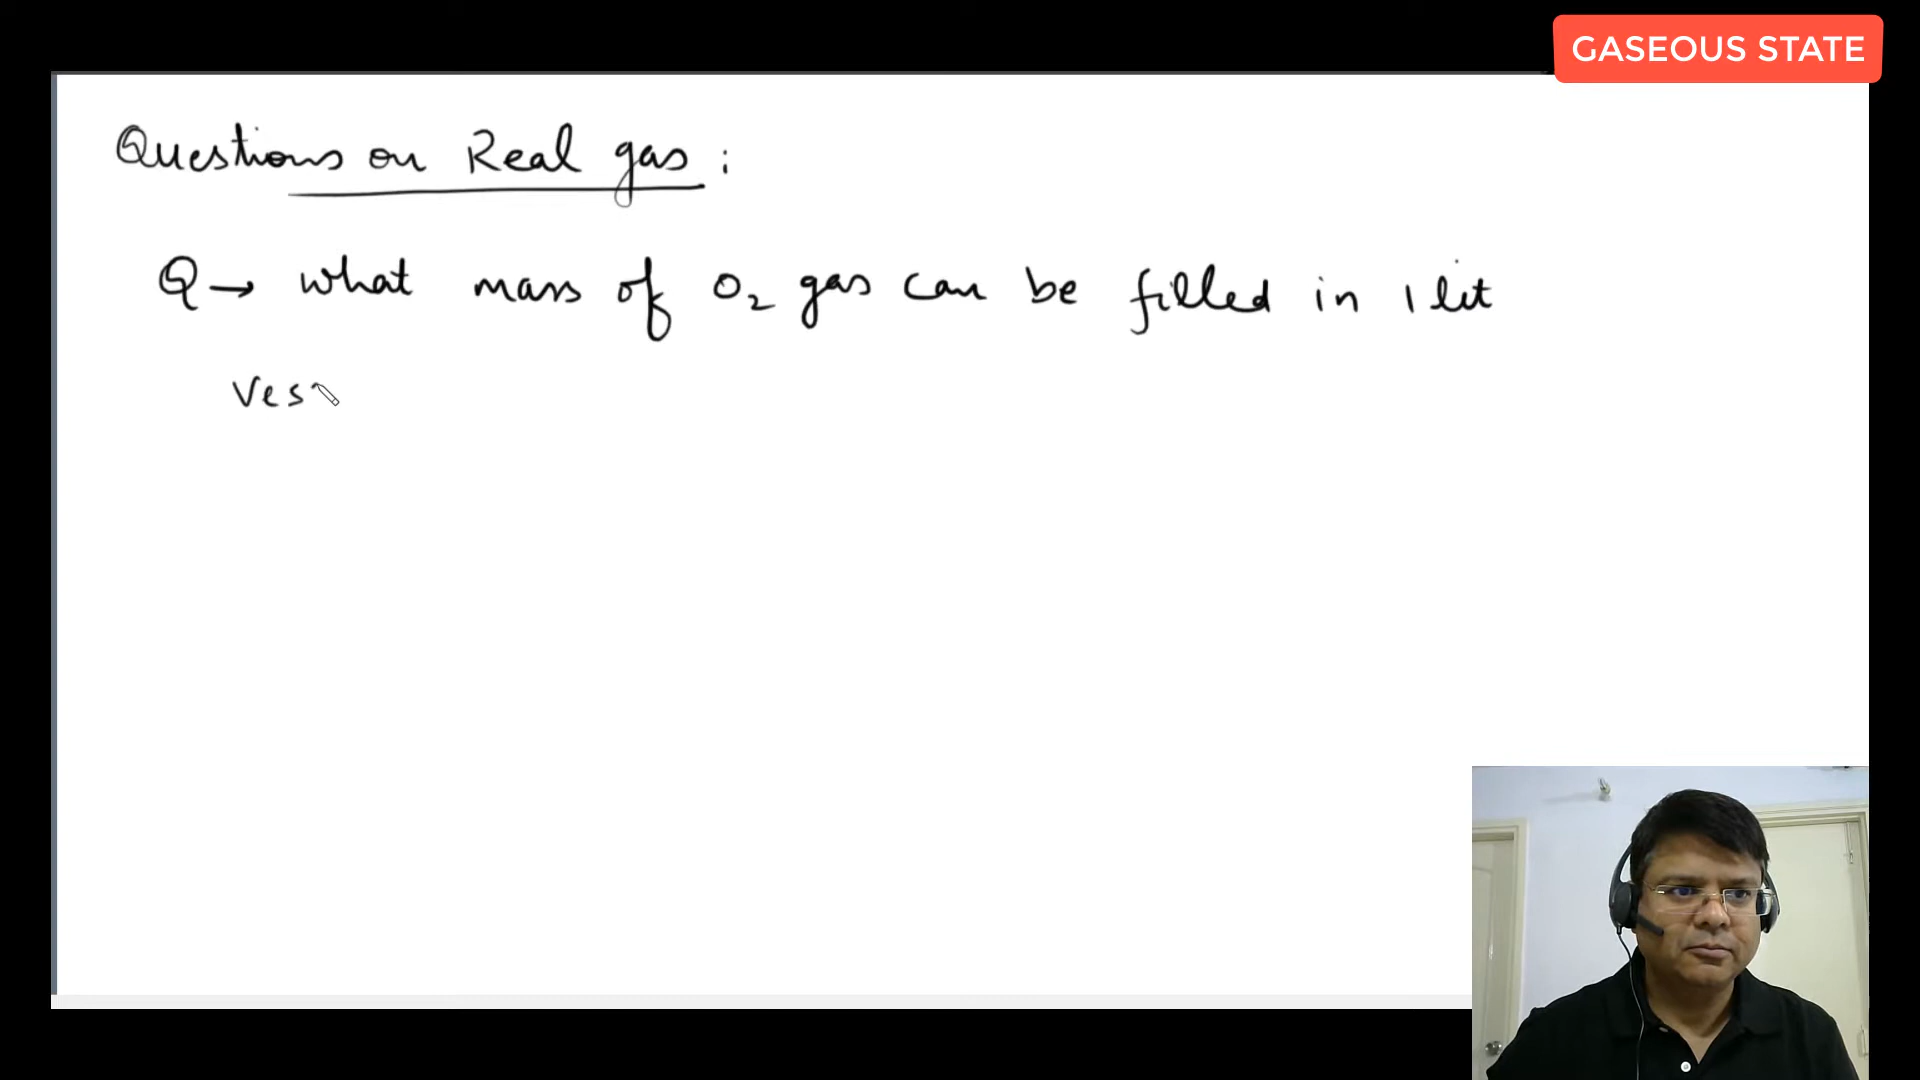 GASEOUS STATE
Questions on Real gas :
Q → what mass of O₂ gas can be filled in 1 lit
Ves